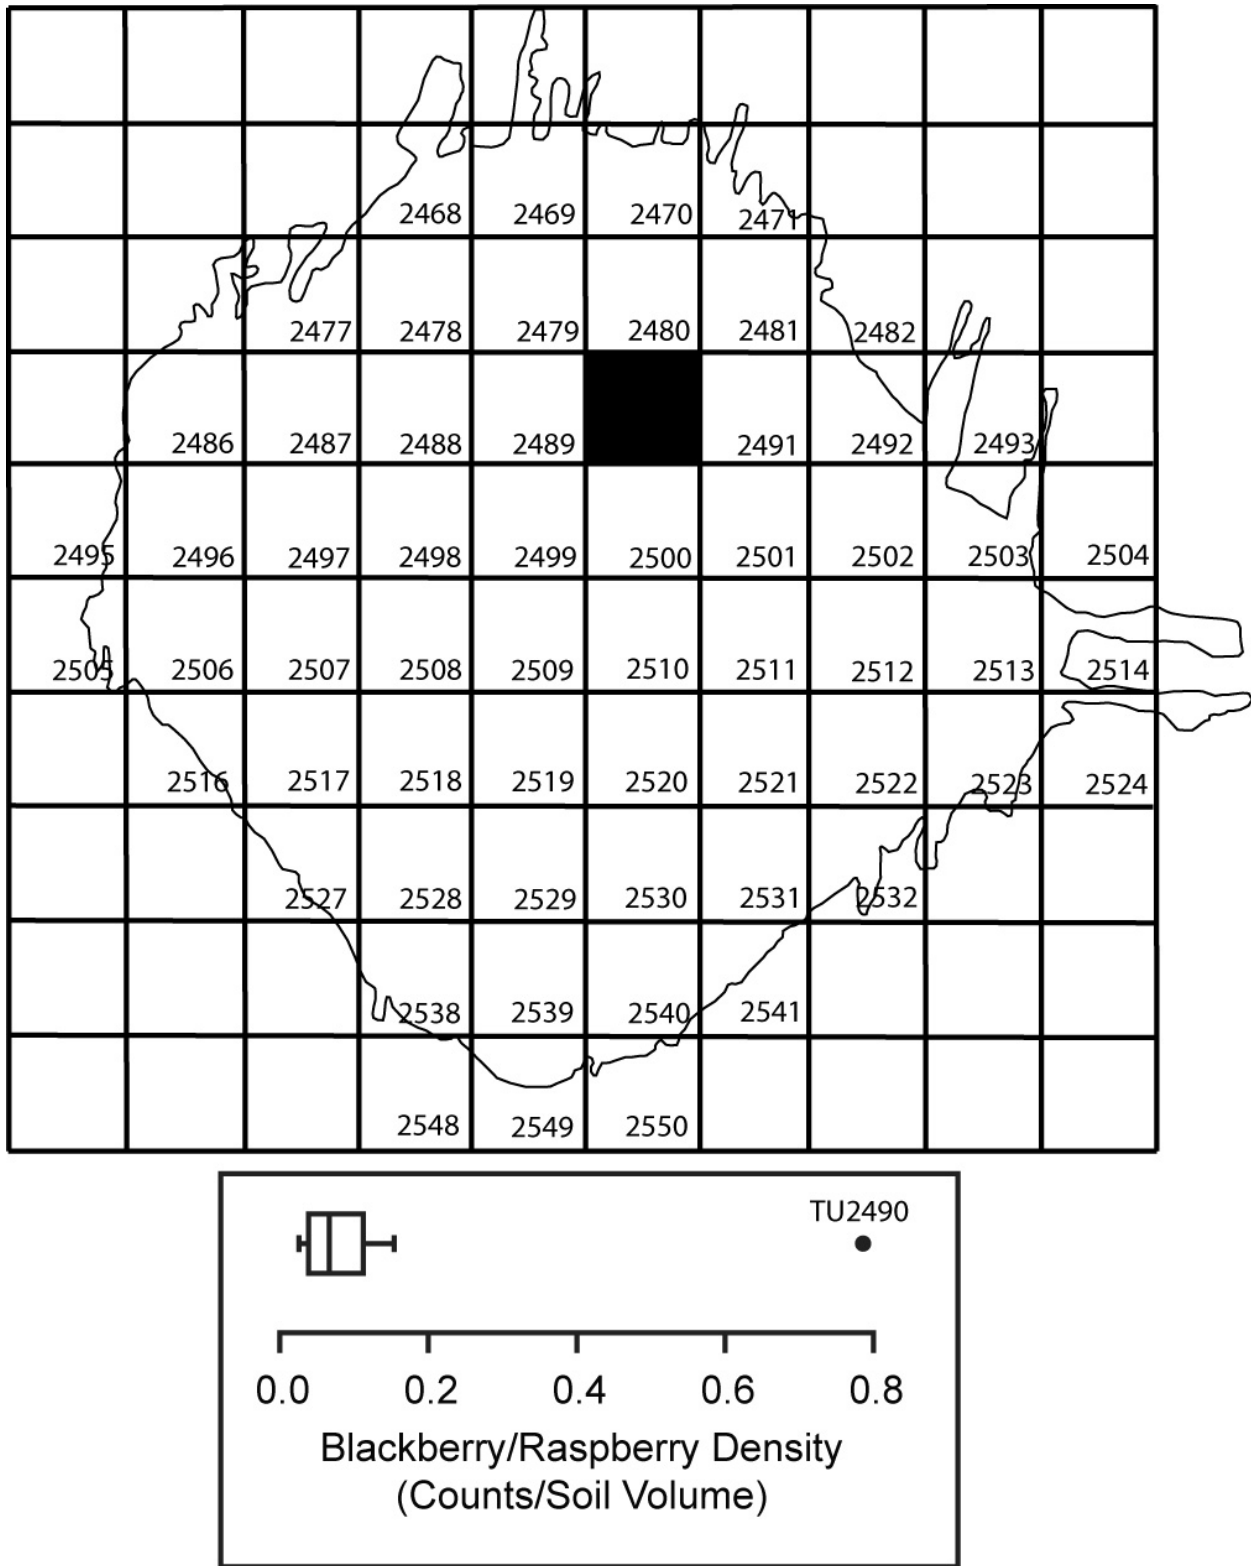 2468 2469 2470 2471
2477 2478 2479 2480 2481 2482
2486 2487 2488 2489 2491 2492 2493
2495 2496 2497 2498 2499 2500 2501 2502 2503 2504
2505 2506 2507 2508 2509 2510 2511 2512 2513 2514
2516 2517 2518 2519 2520 2521 2522 2523 2524
2527 2528 2529 2530 2531 2532
2538 2539 2540 2541
2548 2549 2550
TU2490
0.0 0.2 0.4 0.6 0.8
Blackberry/Raspberry Density
(Counts/Soil Volume)